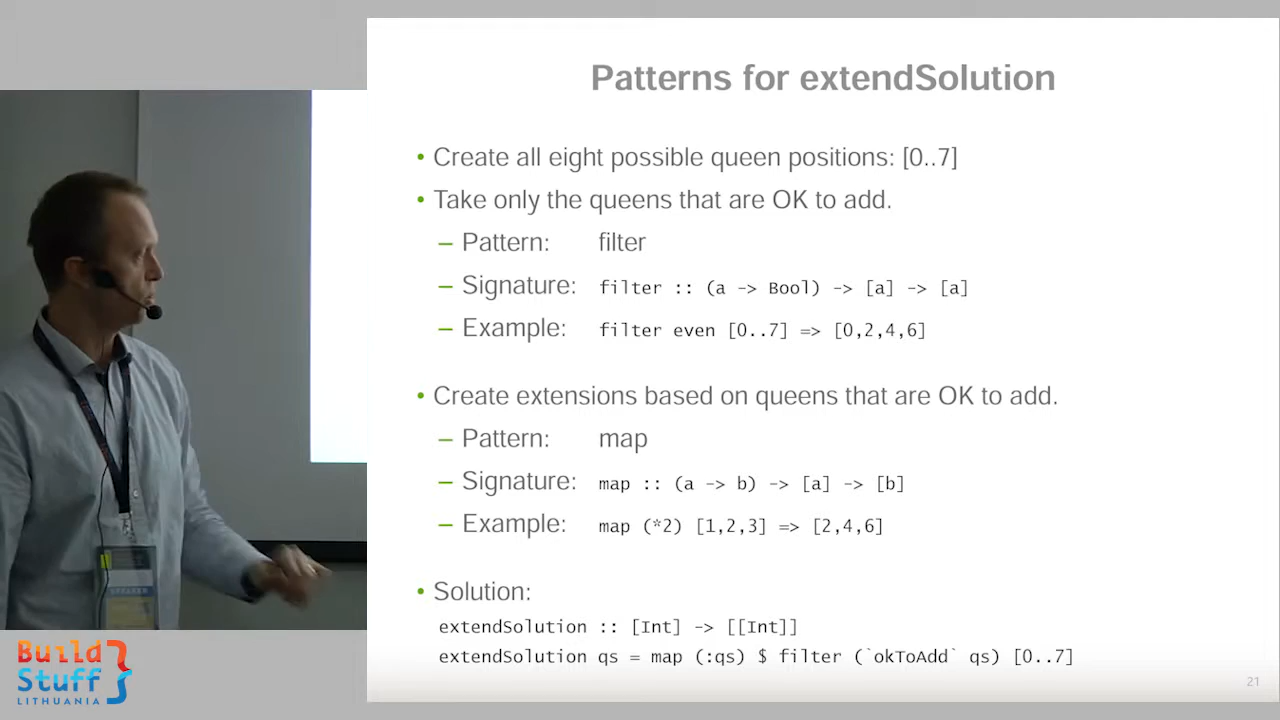 Patterns for extendSolution
• Create all eight possible queen positions: [0..7]
• Take only the queens that are OK to add.
– Pattern: filter
– Signature: filter :: (a -> Bool) -> [a] -> [a]
– Example: filter even [0..7] => [0,2,4,6]
• Create extensions based on queens that are OK to add.
– Pattern: map
– Signature: map :: (a -> b) -> [a] -> [b]
– Example: map (*2) [1,2,3] => [2,4,6]
• Solution:
extendSolution :: [Int] -> [[Int]]
extendSolution qs = map (:qs) $ filter (`okToAdd` qs) [0..7]
21
SPEAKER
Build
Stuff
LITHUANIA